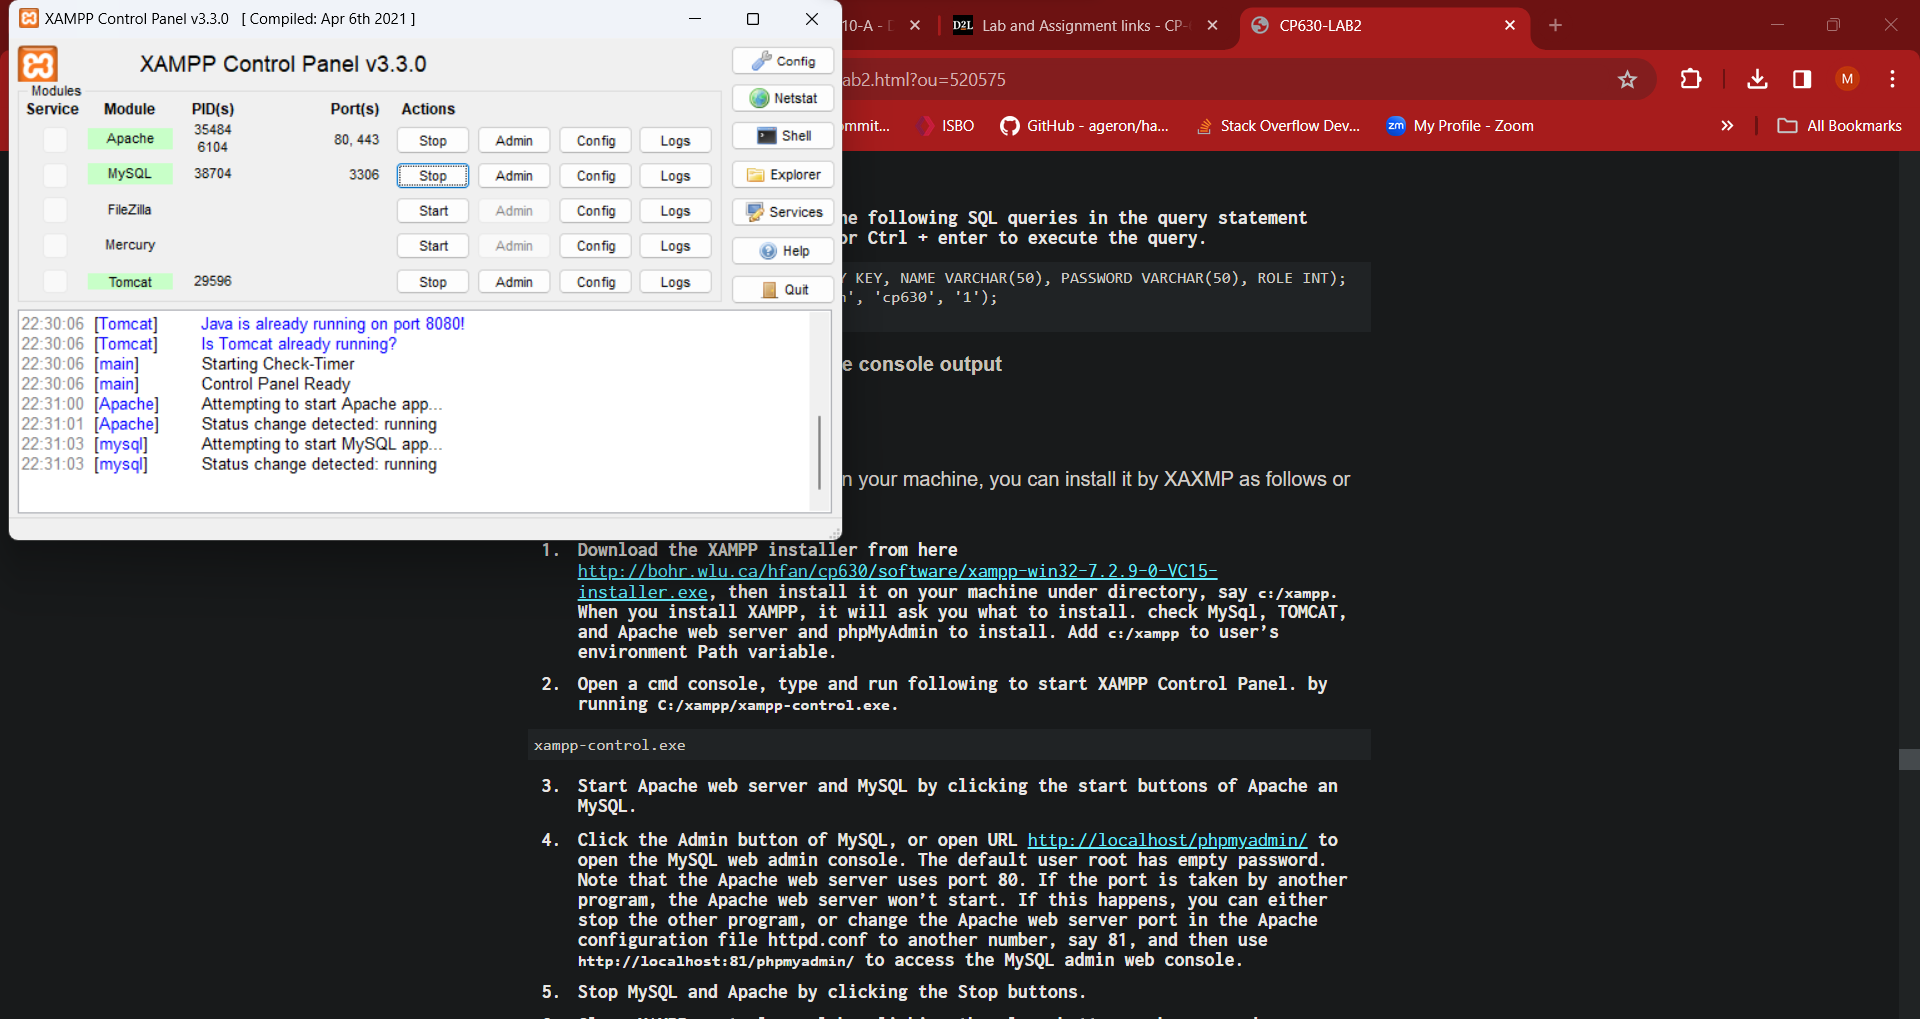 XAMPP Control Panel v3.3.0 [ Compiled: Apr 6th 2021 ]
XAMPP Control Panel v3.3.0
Modules
Service Module PID(s) Port(s) Actions
Apache 35484 6104 80, 443 Stop Admin Config Logs
MySQL 38704 3306 Stop Admin Config Logs
FileZilla Start Admin Config Logs
Mercury Start Admin Config Logs
Tomcat 29596 Stop Admin Config Logs
Config
Netstat
Shell
Explorer
Services
Help
Quit
22:30:06 [Tomcat] Java is already running on port 8080!
22:30:06 [Tomcat] Is Tomcat already running?
22:30:06 [main] Starting Check-Timer
22:30:06 [main] Control Panel Ready
22:31:00 [Apache] Attempting to start Apache app...
22:31:01 [Apache] Status change detected: running
22:31:03 [mysql] Attempting to start MySQL app...
22:31:03 [mysql] Status change detected: running
10-A - D
D2L Lab and Assignment links - CP-
CP630-LAB2
ab2.html?ou=520575
M
ommit...
ISBO
GitHub - ageron/ha...
Stack Overflow Dev...
zm My Profile - Zoom
All Bookmarks
he following SQL queries in the query statement
or Ctrl + enter to execute the query.
Y KEY, NAME VARCHAR(50), PASSWORD VARCHAR(50), ROLE INT);
n', 'cp630', '1');
e console output
n your machine, you can install it by XAXMP as follows or
1. Download the XAMPP installer from here
http://bohr.wlu.ca/hfan/cp630/software/xampp-win32-7.2.9-0-VC15-
installer.exe, then install it on your machine under directory, say c:/xampp.
When you install XAMPP, it will ask you what to install. check MySql, TOMCAT,
and Apache web server and phpMyAdmin to install. Add c:/xampp to user’s
environment Path variable.
2. Open a cmd console, type and run following to start XAMPP Control Panel. by
running C:/xampp/xampp-control.exe.
xampp-control.exe
3. Start Apache web server and MySQL by clicking the start buttons of Apache an
MySQL.
4. Click the Admin button of MySQL, or open URL http://localhost/phpmyadmin/ to
open the MySQL web admin console. The default user root has empty password.
Note that the Apache web server uses port 80. If the port is taken by another
program, the Apache web server won’t start. If this happens, you can either
stop the other program, or change the Apache web server port in the Apache
configuration file httpd.conf to another number, say 81, and then use
http://localhost:81/phpmyadmin/ to access the MySQL admin web console.
5. Stop MySQL and Apache by clicking the Stop buttons.